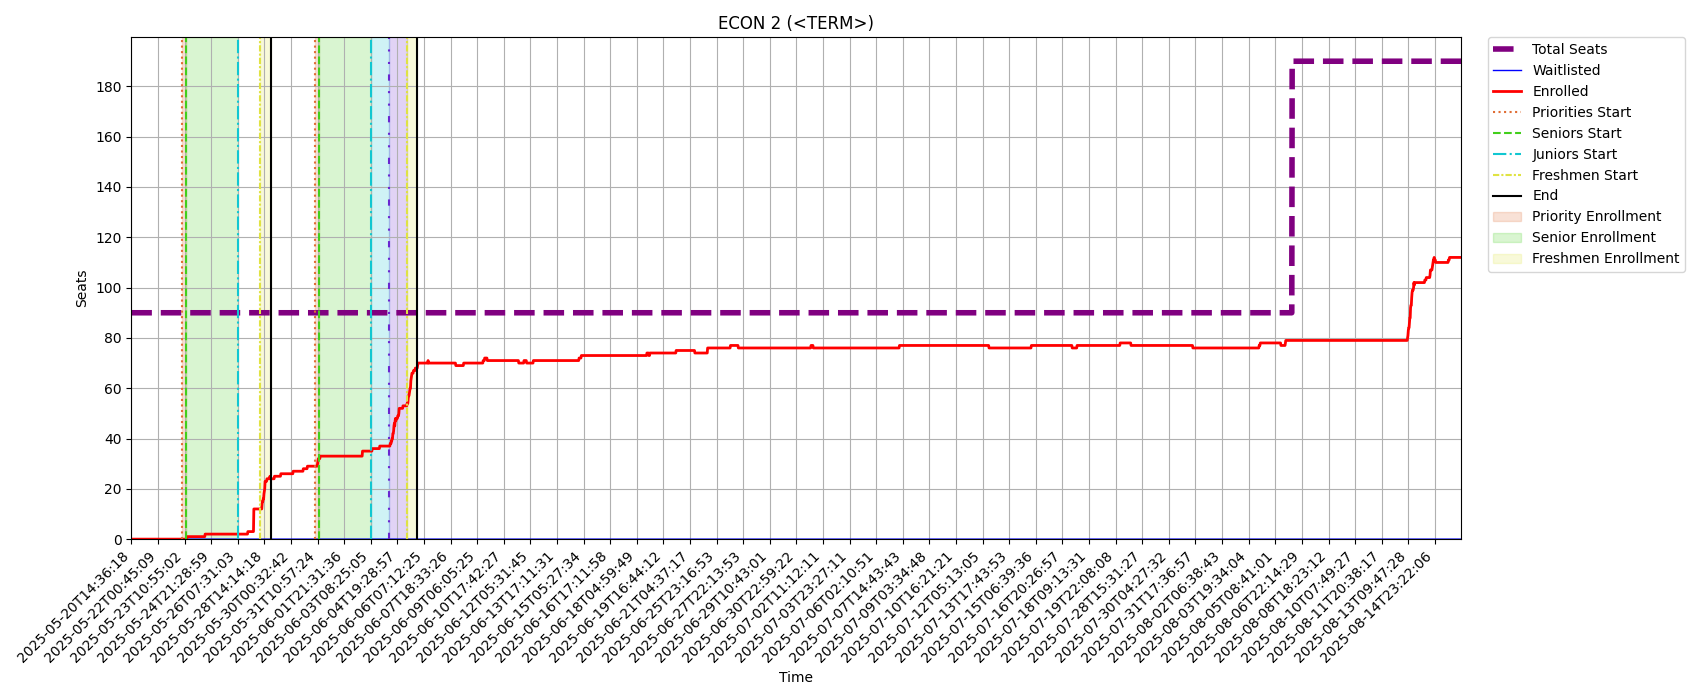 ECON 2 (<TERM>)
Seats
180
160
140
120
100
80
60
40
20
0
2025-05-20T14:36:18
2025-05-22T00:45:09
2025-05-23T10:55:02
2025-05-24T21:28:59
2025-05-26T07:31:03
2025-05-28T14:14:18
2025-05-30T00:32:42
2025-05-31T10:57:24
2025-06-01T21:31:36
2025-06-03T08:25:05
2025-06-04T19:28:57
2025-06-06T07:12:25
2025-06-07T18:33:26
2025-06-09T06:05:25
2025-06-10T17:42:27
2025-06-12T05:31:45
2025-06-13T17:11:31
2025-06-15T05:27:34
2025-06-16T17:11:58
2025-06-18T04:59:49
2025-06-19T16:44:12
2025-06-21T04:37:17
2025-06-25T23:16:53
2025-06-27T22:13:53
2025-06-29T10:43:01
2025-06-30T22:59:22
2025-07-02T11:12:11
2025-07-03T23:27:11
2025-07-06T02:10:51
2025-07-07T14:43:43
2025-07-09T03:34:48
2025-07-10T16:21:21
2025-07-12T05:13:05
2025-07-13T17:43:53
2025-07-15T06:39:36
2025-07-16T20:26:57
2025-07-18T09:13:31
2025-07-19T22:08:08
2025-07-28T15:31:27
2025-07-30T04:27:32
2025-07-31T17:36:57
2025-08-02T06:38:43
2025-08-03T19:34:04
2025-08-05T08:41:01
2025-08-06T22:14:29
2025-08-08T18:23:12
2025-08-10T07:49:27
2025-08-11T20:38:17
2025-08-13T09:47:28
2025-08-14T23:22:06
Time
Total Seats
Waitlisted
Enrolled
Priorities Start
Seniors Start
Juniors Start
Freshmen Start
End
Priority Enrollment
Senior Enrollment
Freshmen Enrollment